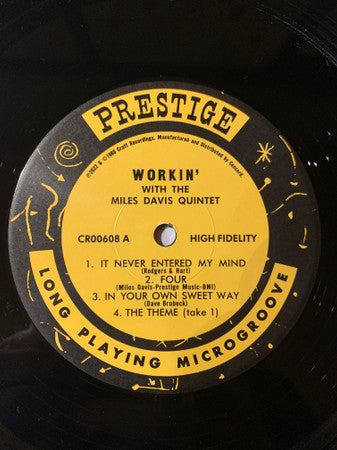 PRESTIGE
℗2022 & ©1960 Craft Recordings. Manufactured and Distributed by Concord.
WORKIN'
WITH THE
MILES DAVIS QUINTET
CR00608 A HIGH FIDELITY
1. IT NEVER ENTERED MY MIND
(Rodgers & Hart)
2. FOUR
(Miles Davis-Prestige Music-BMI)
3. IN YOUR OWN SWEET WAY
(Dave Brubeck)
4. THE THEME (take 1)
LONG PLAYING MICROGROOVE